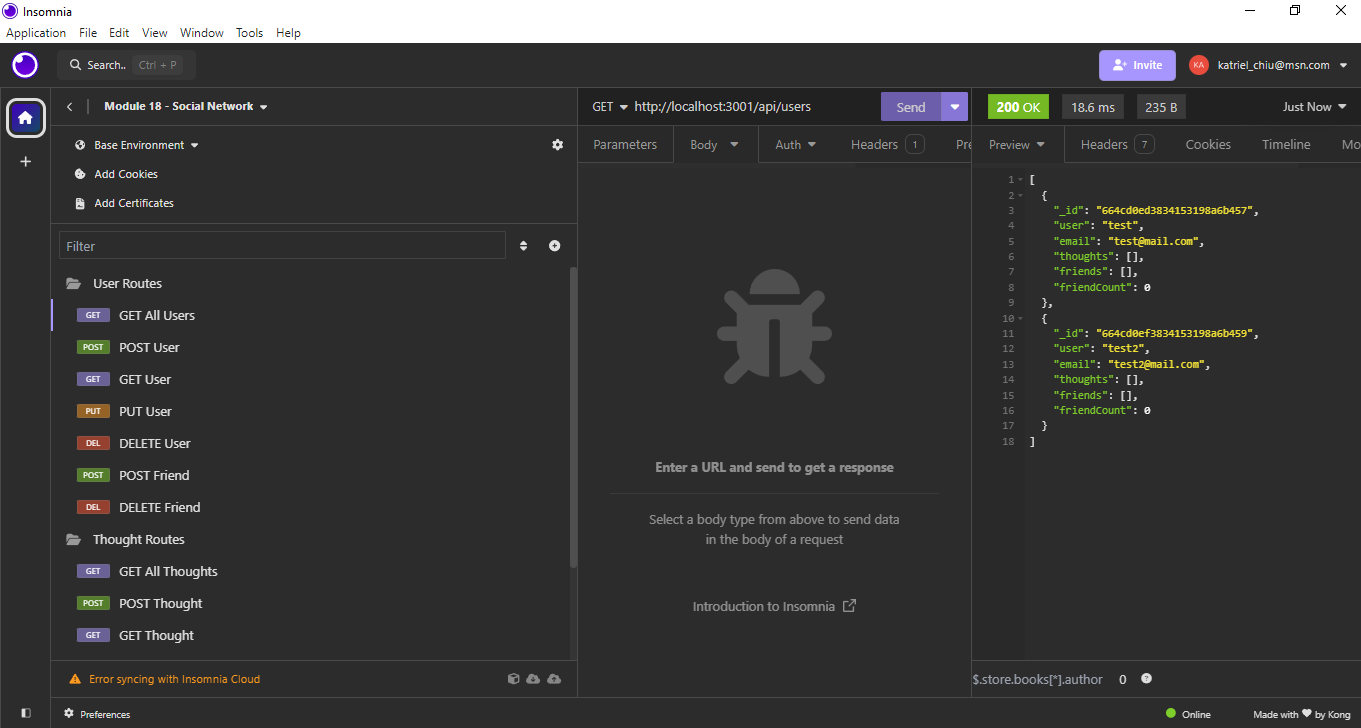 Insomnia
Application File Edit View Window Tools Help
Search.. Ctrl + P
Invite
KA katriel_chiu@msn.com
Module 18 - Social Network
Base Environment
Add Cookies
Add Certificates
Filter
User Routes
GET GET All Users
POST POST User
GET GET User
PUT PUT User
DEL DELETE User
POST POST Friend
DEL DELETE Friend
Thought Routes
GET GET All Thoughts
POST POST Thought
GET GET Thought
Error syncing with Insomnia Cloud
GET http://localhost:3001/api/users Send
Parameters Body Auth Headers 1 Pre
Enter a URL and send to get a response
Select a body type from above to send data
in the body of a request
Introduction to Insomnia
200 OK 18.6 ms 235 B Just Now
Preview Headers 7 Cookies Timeline Mo
1 [
2 {
3 "_id": "664cd0ed3834153198a6b457",
4 "user": "test",
5 "email": "test@mail.com",
6 "thoughts": [],
7 "friends": [],
8 "friendCount": 0
9 },
10 {
11 "_id": "664cd0ef3834153198a6b459",
12 "user": "test2",
13 "email": "test2@mail.com",
14 "thoughts": [],
15 "friends": [],
16 "friendCount": 0
17 }
18 ]
$.store.books[*].author 0 ?
Preferences
Online Made with ♥ by Kong